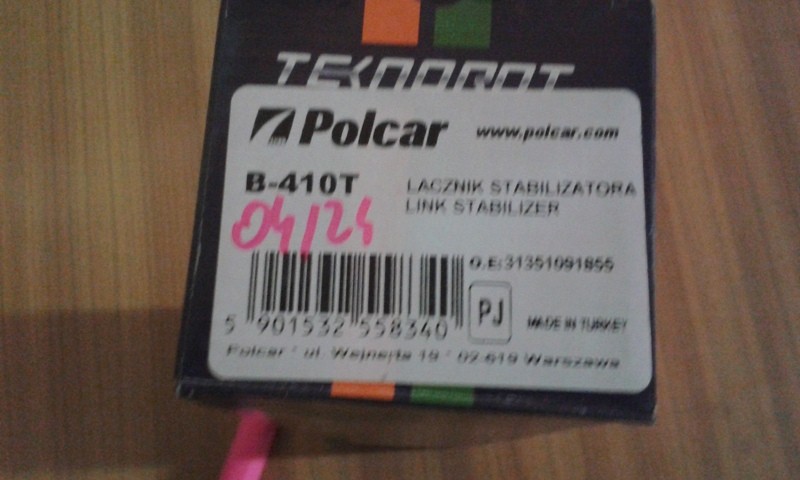 TEKNOROT
Polcar
www.polcar.com
B-410T
LACZNIK STABILIZATORA
LINK STABILIZER
04/24
O.E:31351091855
5 901532 558340
PJ
MADE IN TURKEY
Polcar * ul. Wejnerta 19 * 02-619 Warszawa